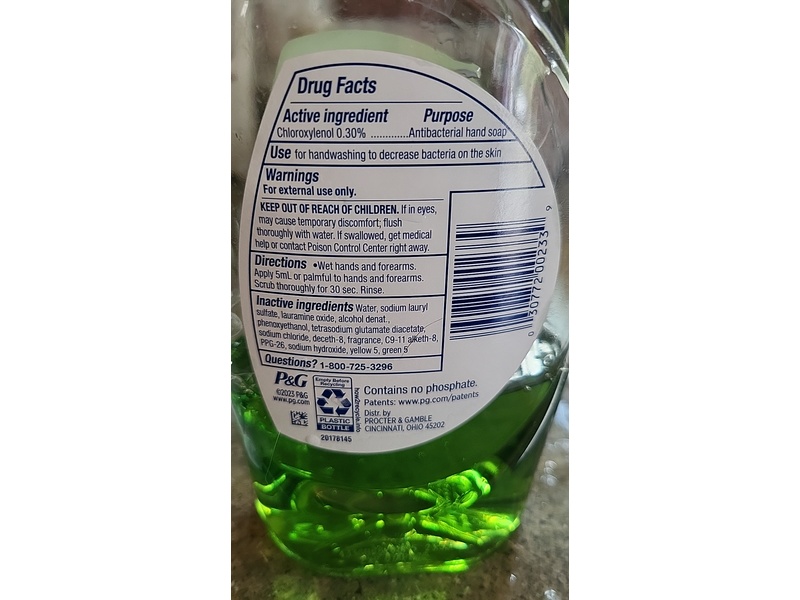 Drug Facts
Active ingredient Purpose
Chloroxylenol 0.30% .............Antibacterial hand soap
Use for handwashing to decrease bacteria on the skin
Warnings
For external use only.
KEEP OUT OF REACH OF CHILDREN. If in eyes,
may cause temporary discomfort; flush
thoroughly with water. If swallowed, get medical
help or contact Poison Control Center right away.
Directions •Wet hands and forearms.
Apply 5mL or palmful to hands and forearms.
Scrub thoroughly for 30 sec. Rinse.
Inactive ingredients Water, sodium lauryl
sulfate, lauramine oxide, alcohol denat.,
phenoxyethanol, tetrasodium glutamate diacetate,
sodium chloride, deceth-8, fragrance, C9-11 alketh-8,
PPG-26, sodium hydroxide, yellow 5, green 5
Questions? 1-800-725-3296
0 30772 00233 9
P&G
©2023 P&G
www.pg.com
Empty Before
Recycling
PLASTIC
BOTTLE
how2recycle.info
20178145
Contains no phosphate.
Patents: www.pg.com/patents
Distr. by
PROCTER & GAMBLE
CINCINNATI, OHIO 45202